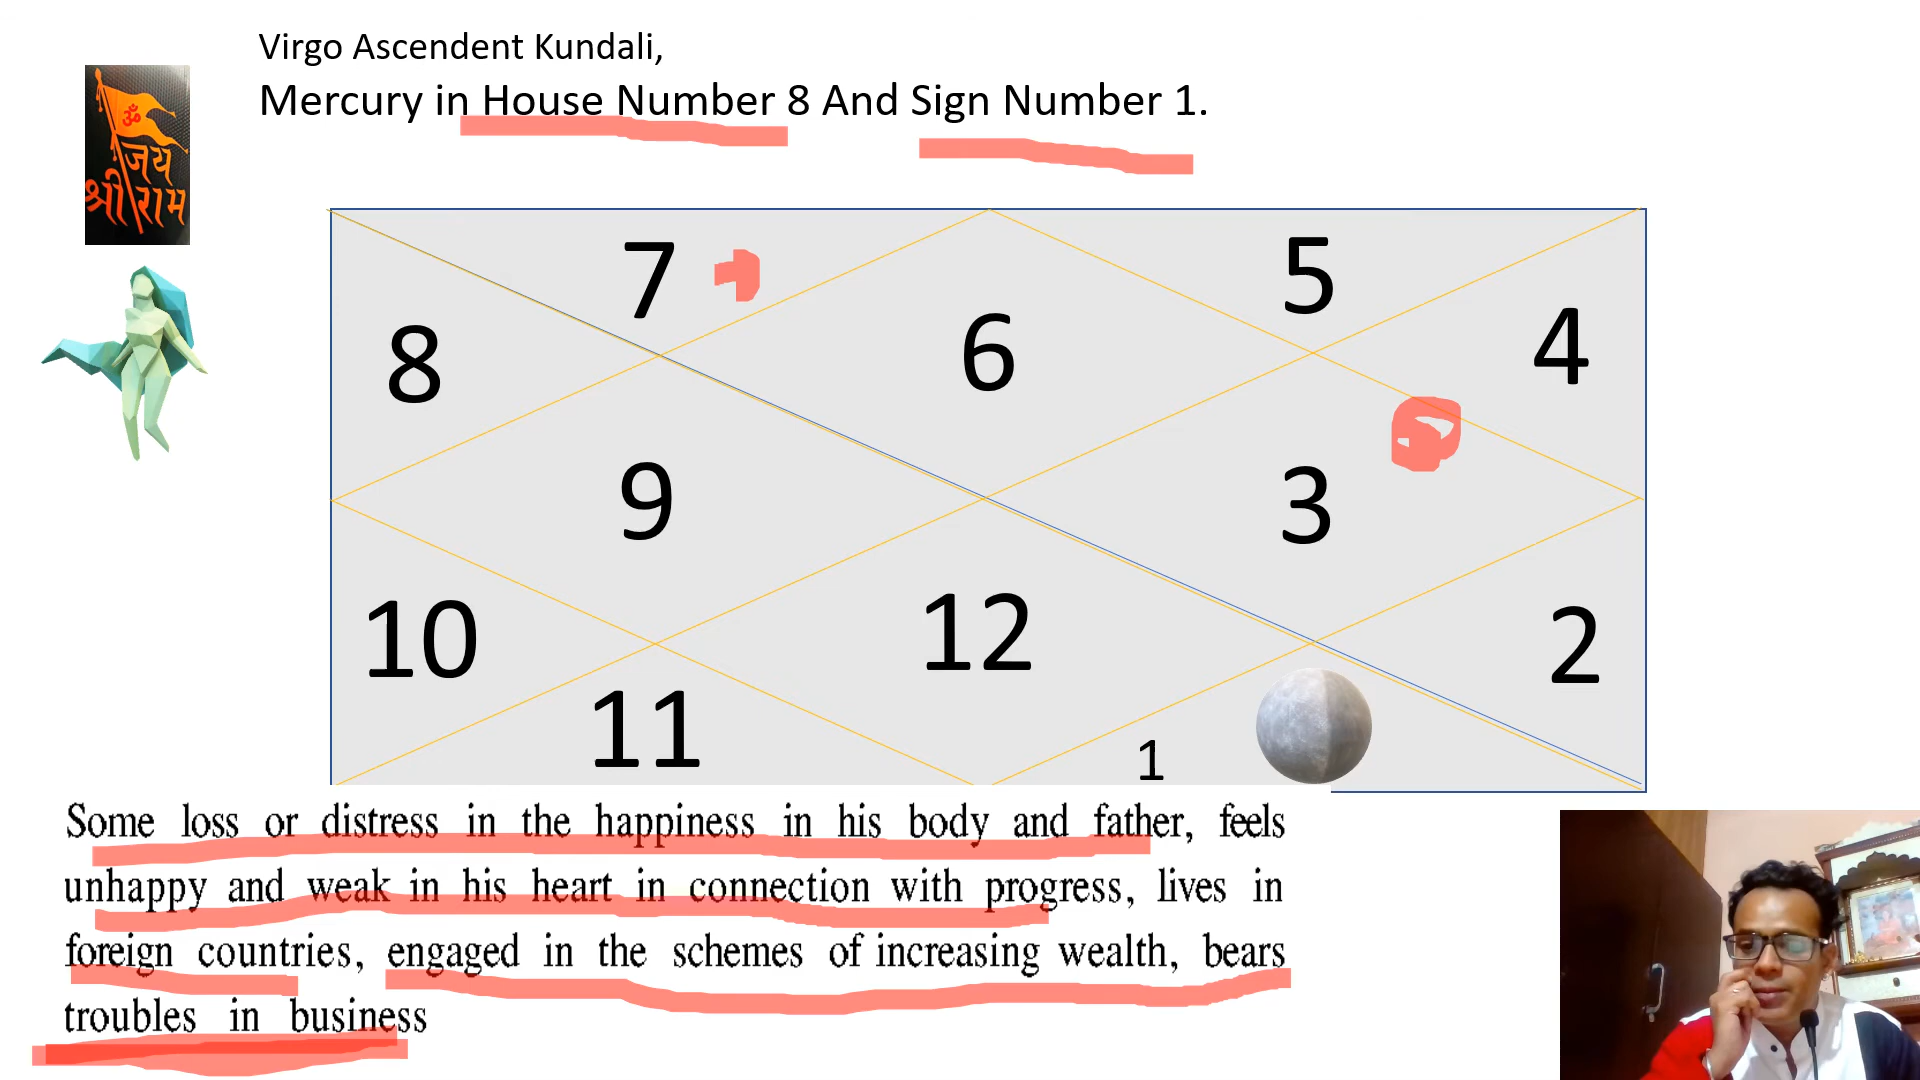 Virgo Ascendent Kundali,
Mercury in House Number 8 And Sign Number 1.
ॐ
जय
श्री राम
7
5
8
6
4
9
3
10
12
2
11
1
Some loss or distress in the happiness in his body and father, feels
unhappy and weak in his heart in connection with progress, lives in
foreign countries, engaged in the schemes of increasing wealth, bears
troubles in business